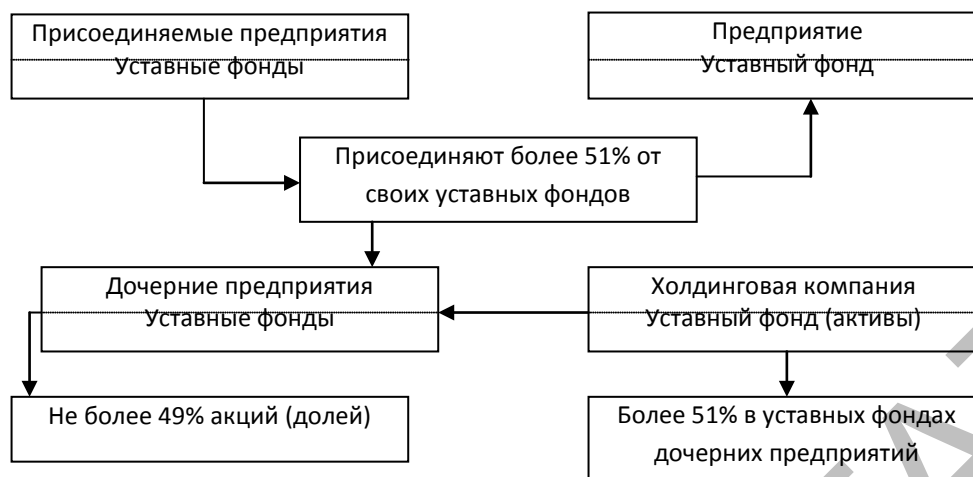 Присоединяемые предприятия
Уставные фонды
Предприятие
Уставный фонд
Присоединяют более 51% от
своих уставных фондов
Дочерние предприятия
Уставные фонды
Холдинговая компания
Уставный фонд (активы)
Не более 49% акций (долей)
Более 51% в уставных фондах
дочерних предприятий